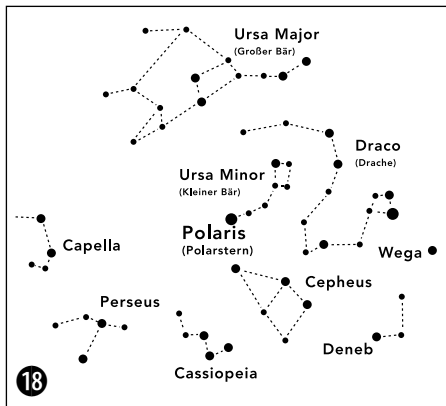 Ursa Major
(Großer Bär)
Draco
(Drache)
Ursa Minor
(Kleiner Bär)
Polaris
(Polarstern)
Capella
Wega
Cepheus
Perseus
Cassiopeia
Deneb
18